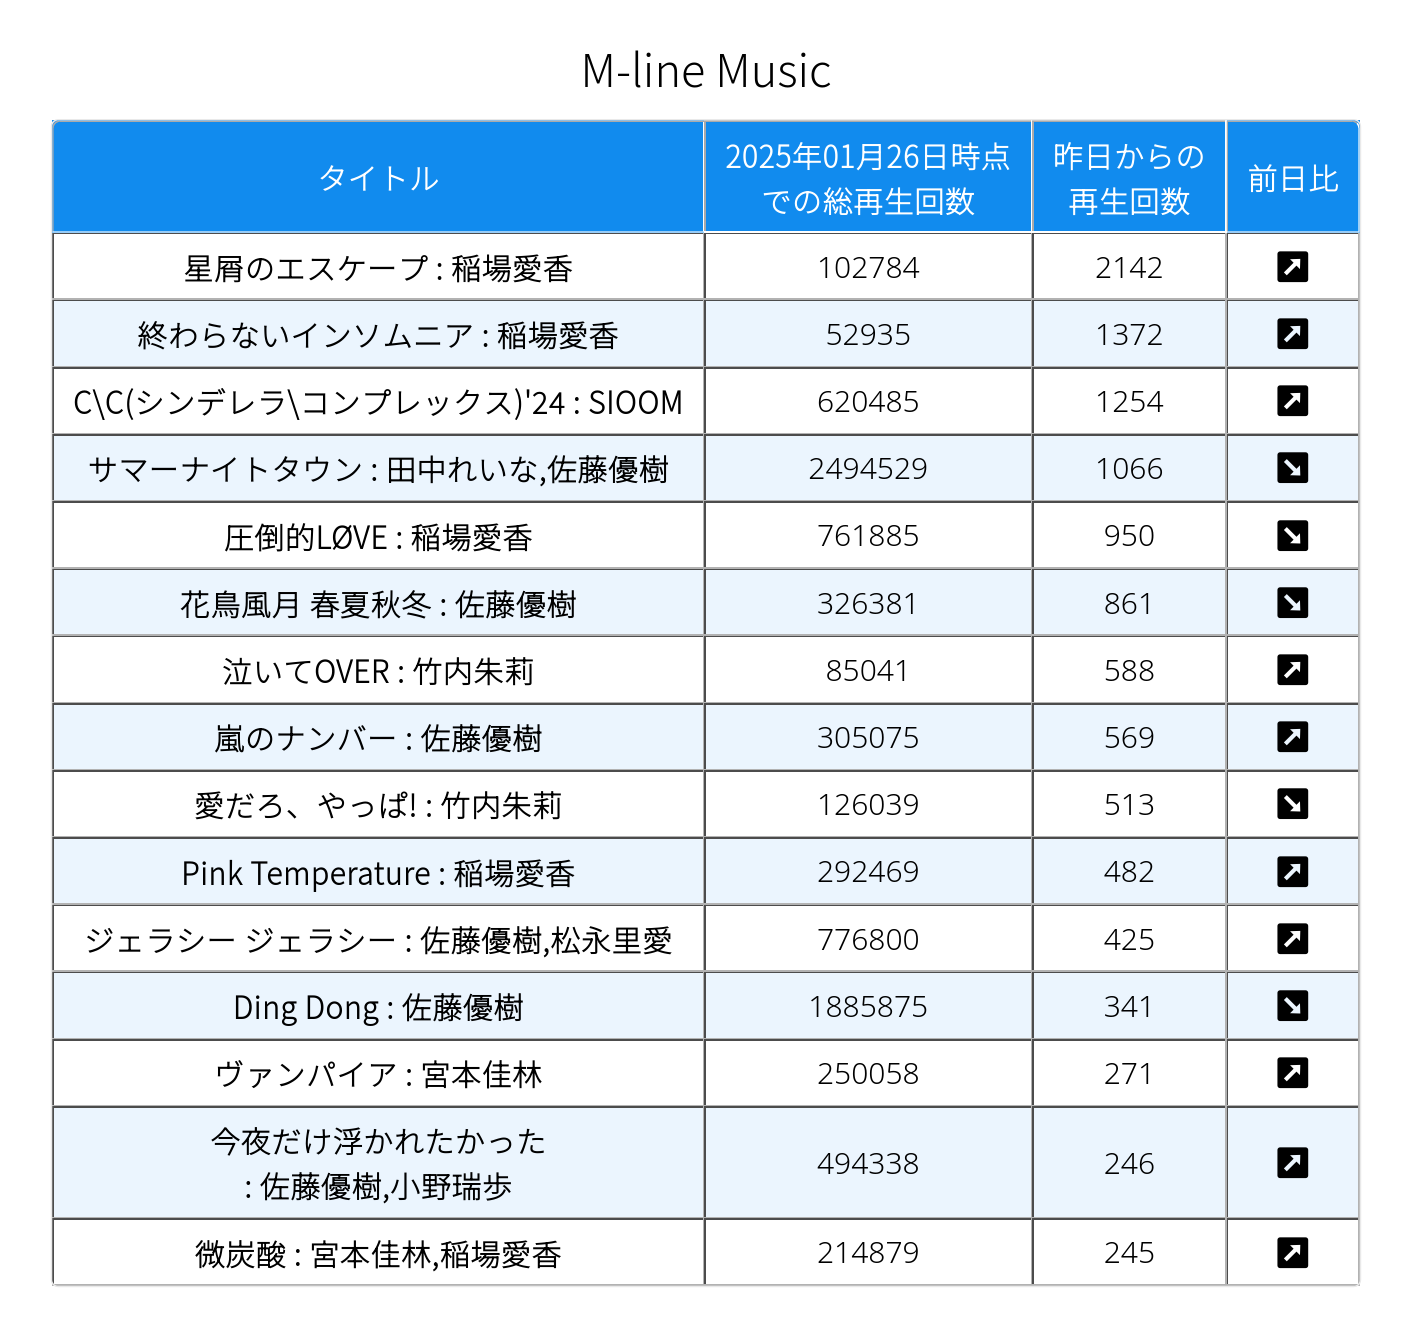 M-line Music
タイトル 2025年01月26日時点での総再生回数 昨日からの再生回数 前日比
星屑のエスケープ : 稲場愛香 102784 2142 ↗
終わらないインソムニア : 稲場愛香 52935 1372 ↗
C\C(シンデレラ\コンプレックス)'24 : SIOOM 620485 1254 ↗
サマーナイトタウン : 田中れいな,佐藤優樹 2494529 1066 ↘
圧倒的LØVE : 稲場愛香 761885 950 ↘
花鳥風月 春夏秋冬 : 佐藤優樹 326381 861 ↘
泣いてOVER : 竹内朱莉 85041 588 ↗
嵐のナンバー : 佐藤優樹 305075 569 ↗
愛だろ、やっぱ! : 竹内朱莉 126039 513 ↘
Pink Temperature : 稲場愛香 292469 482 ↗
ジェラシー ジェラシー : 佐藤優樹,松永里愛 776800 425 ↗
Ding Dong : 佐藤優樹 1885875 341 ↘
ヴァンパイア : 宮本佳林 250058 271 ↗
今夜だけ浮かれたかった
: 佐藤優樹,小野瑞歩 494338 246 ↗
微炭酸 : 宮本佳林,稲場愛香 214879 245 ↗